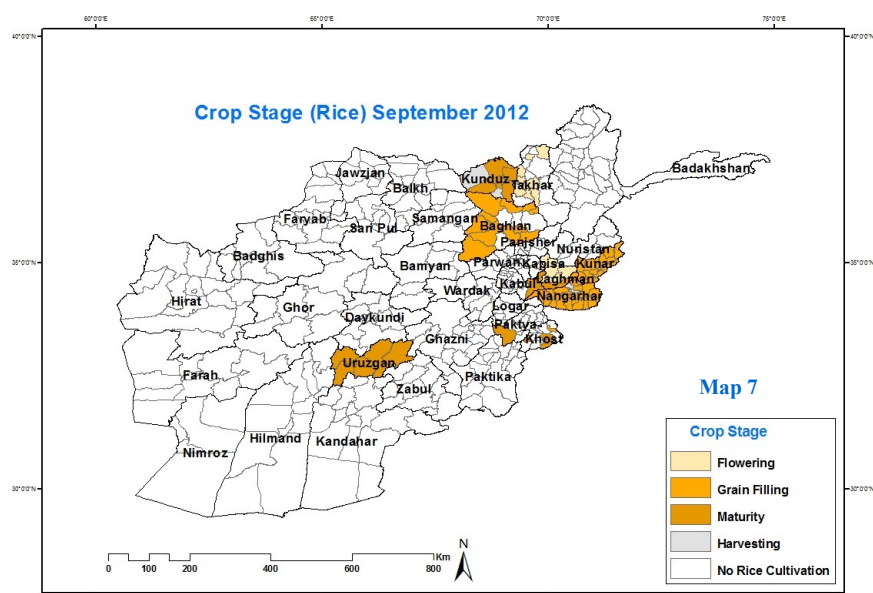 60°0'0"E 65°0'0"E 70°0'0"E 75°0'0"E
40°0'0"N 40°0'0"N
Crop Stage (Rice) September 2012
Badakhshan
Jawzjan Kunduz Takhar
Balkh
Faryab Samangan
Sari Pul Baghlan
Panjsher
Badghis Nuristan
35°0'0"N Bamyan Parwan Kapisa Kunar 35°0'0"N
Laghman
Hirat Wardak Kabul
Nangarhar
Ghor Logar
Daykundi Paktya
Ghazni Khost
Uruzgan
Farah Paktika
Zabul Map 7
Hilmand Kandahar
Nimroz
Crop Stage
Flowering
30°0'0"N Grain Filling 30°0'0"N
Maturity
Harvesting
No Rice Cultivation
N
Km
0 100 200 400 600 800